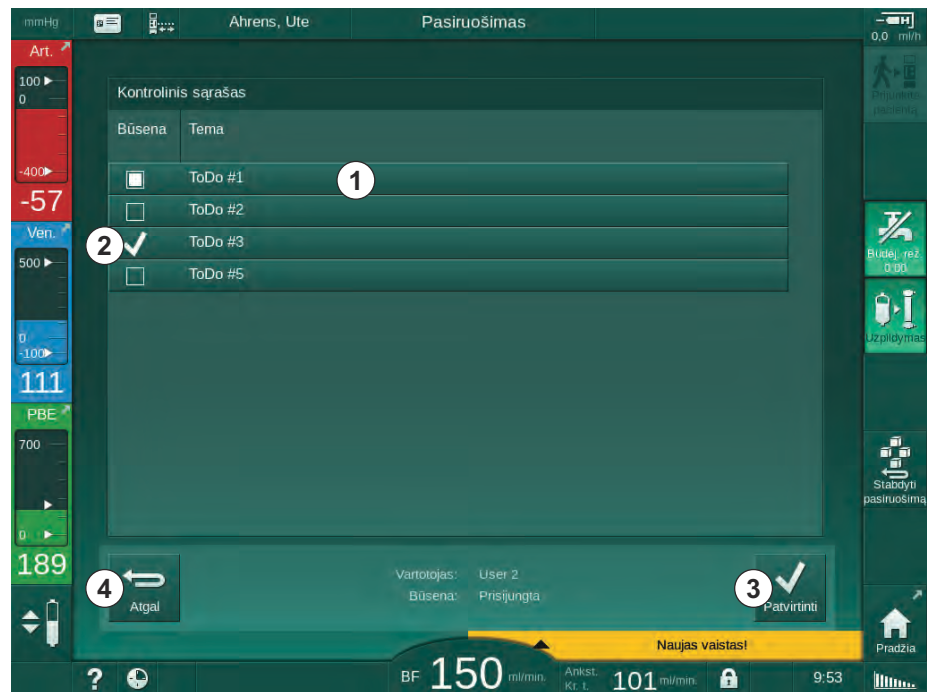 mmHg
Ahrens, Ute
Pasiruošimas
0,0 ml/h
Art.
100
0
-400
-57
Ven.
500
0
-100
111
PBE
700
0
189
Kontrolinis sąrašas
Būsena Tema
ToDo #1
1
ToDo #2
2
ToDo #3
ToDo #5
Prijunkite
pacientą
Budėj. rež.
0:00
Užpildymas
Stabdyti
pasiruošimą
4
Atgal
Vartotojas: User 2
Būsena: Prisijungta
3
Patvirtinti
Naujas vaistas!
Pradžia
?
BF 150 ml/min.
Ankst.
Kr. t. 101 ml/min.
9:53